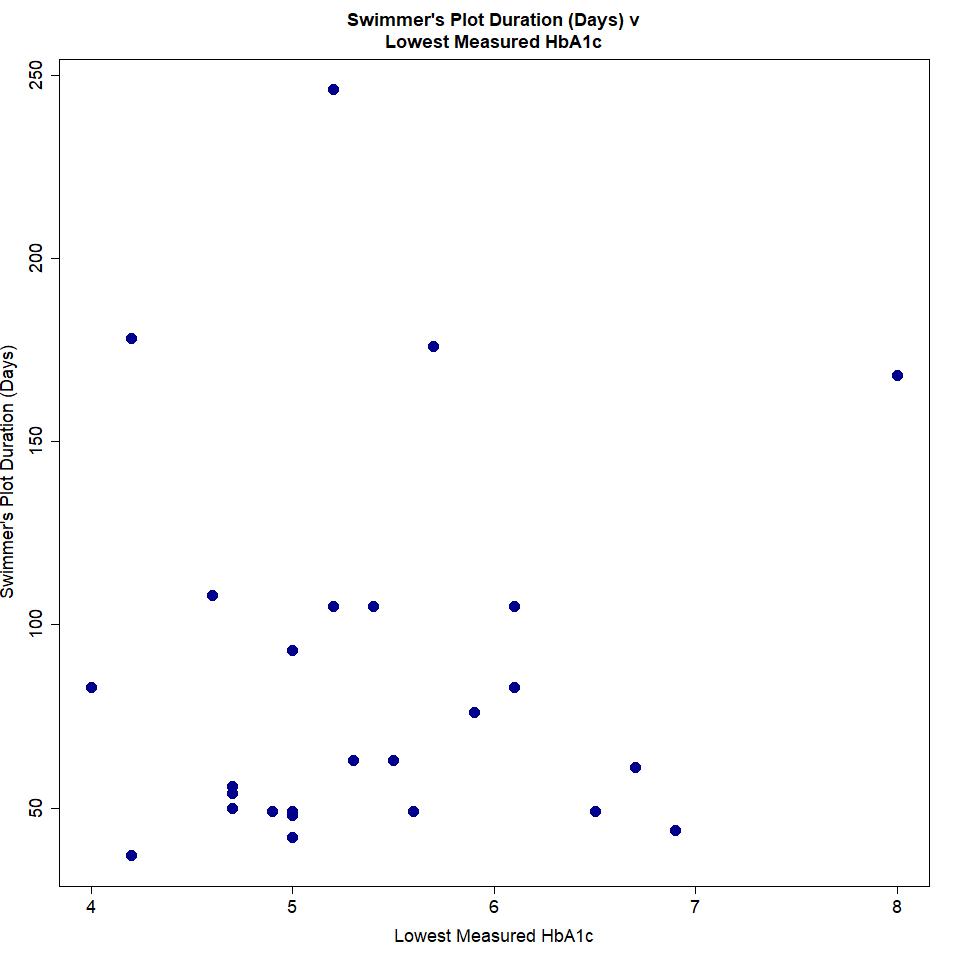 Swimmer's Plot Duration (Days) v
Lowest Measured HbA1c
250
200
150
100
50
Swimmer's Plot Duration (Days)
4 5 6 7 8
Lowest Measured HbA1c